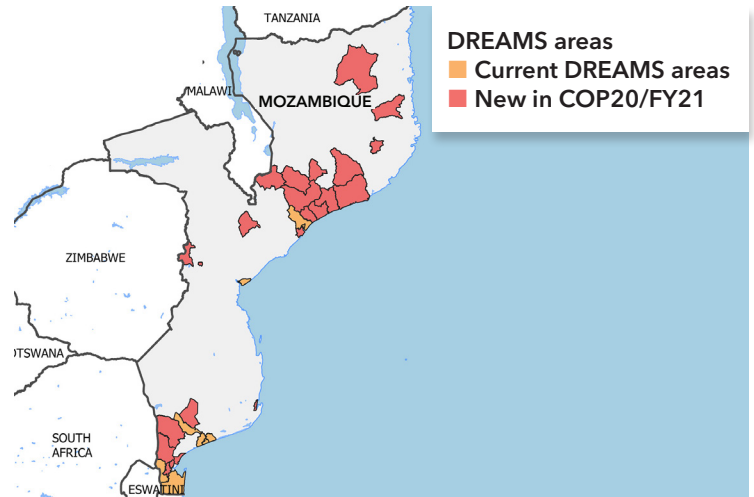 TANZANIA
DREAMS areas
Current DREAMS areas
New in COP20/FY21
MALAWI
MOZAMBIQUE
ZIMBABWE
OTSWANA
SOUTH
AFRICA
ESWATINI